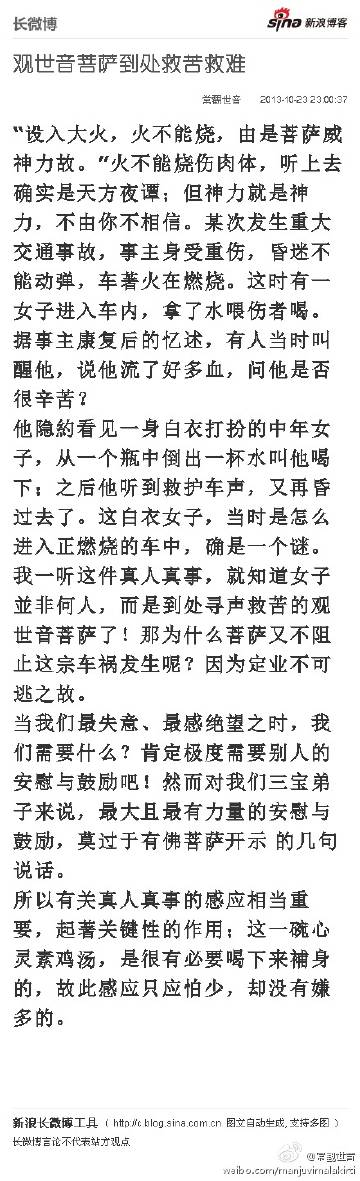 长微博
sina 新浪博客
观世音菩萨到处救苦救难
2013-10-23 23:00:37
“设入大火，火不能烧，由是菩萨威
神力故。”火不能烧伤肉体，听上去
确实是天方夜谭；但神力就是神
力，不由你不相信。某次发生重大
交通事故，事主身受重伤，昏迷不
能动弹，车著火在燃烧。这时有一
女子进入车内，拿了水喂伤者喝。
据事主康复后的忆述，有人当时叫
醒他，说他流了好多血，问他是否
很辛苦？
他隐約看见一身白衣打扮的中年女
子，从一个瓶中倒出一杯水叫他喝
下；之后他听到救护车声，又再昏
过去了。这白衣女子，当时是怎么
进入正燃烧的车中，确是一个谜。
我一听这件真人真事，就知道女子
並非何人，而是到处寻声救苦的观
世音菩萨了！那为什么菩萨又不阻
止这宗车祸发生呢？因为定业不可
逃之故。
当我们最失意、最感绝望之时，我
们需要什么？肯定极度需要别人的
安慰与鼓励吧！然而对我们三宝弟
子来说，最大且最有力量的安慰与
鼓励，莫过于有佛菩萨开示 的几句
说话。
所以有关真人真事的感应相当重
要，起著关键性的作用；这一碗心
灵素鸡汤，是很有必要喝下来補身
的，故此感应只应怕少，却没有嫌
多的。
新浪长微博工具（ http://c.blog.sina.com.cn 图文自动生成, 支持多图 ）
长微博言论不代表站方观点
weibo.com/manjuvimalakirti